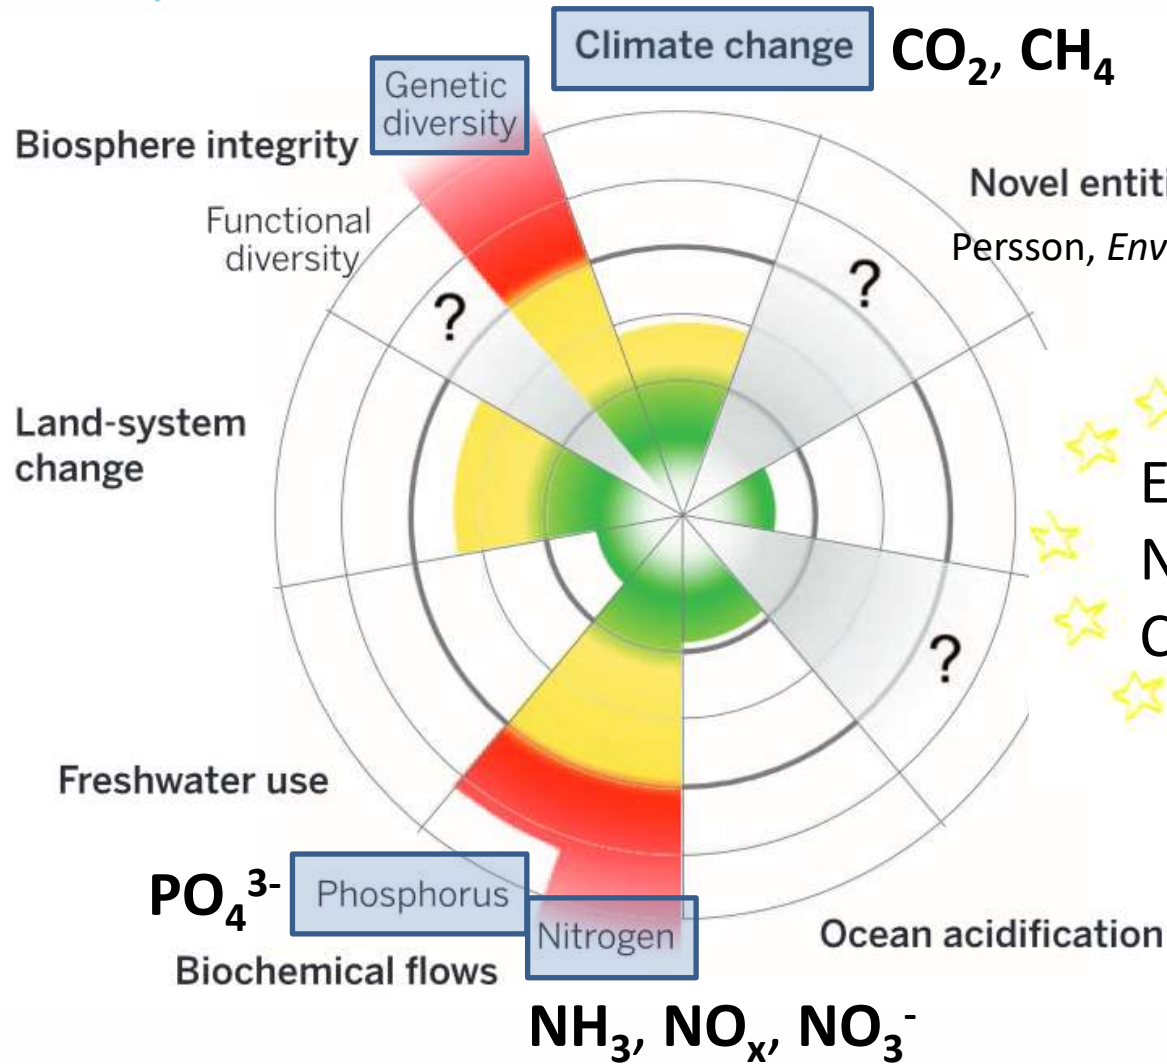 Climate change
CO₂, CH₄
Genetic
diversity
Biosphere integrity
Functional
diversity
Novel entiti
Persson, Env
?
?
Land-system
change
E
N
O
?
Freshwater use
PO₄³⁻
Phosphorus
Nitrogen
Ocean acidification
Biochemical flows
NH₃, NOₓ, NO₃⁻